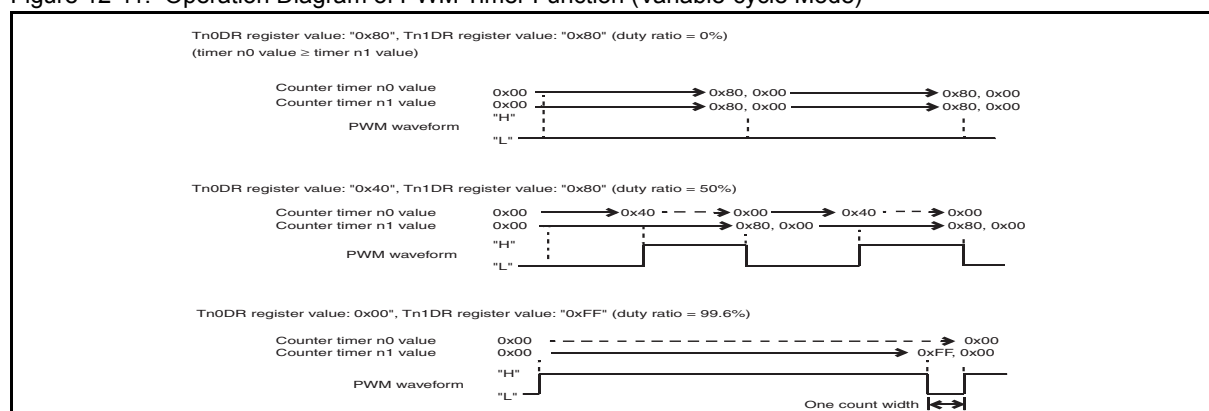 Figure 12-11. Operation Diagram of PWM Timer Function (Variable-cycle Mode)
Tn0DR register value: "0x80", Tn1DR register value: "0x80" (duty ratio = 0%)
(timer n0 value ≥ timer n1 value)
Counter timer n0 value 0x00 0x80, 0x00 0x80, 0x00
Counter timer n1 value 0x00 0x80, 0x00 0x80, 0x00
"H"
PWM waveform
"L"
Tn0DR register value: "0x40", Tn1DR register value: "0x80" (duty ratio = 50%)
Counter timer n0 value 0x00 0x40 0x00 0x40 0x00
Counter timer n1 value 0x00 0x80, 0x00 0x80, 0x00
"H"
PWM waveform
"L"
Tn0DR register value: 0x00", Tn1DR register value: "0xFF" (duty ratio = 99.6%)
Counter timer n0 value 0x00 0x00
Counter timer n1 value 0x00 0xFF, 0x00
"H"
PWM waveform
"L"
One count width